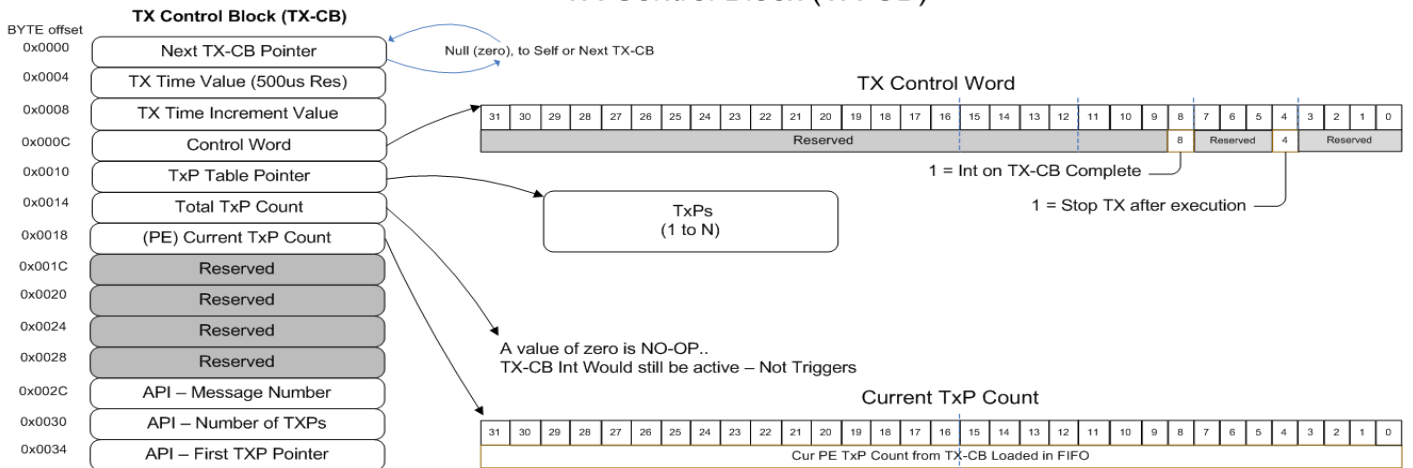 TX Control Block (TX-CB)
BYTE offset
0x0000 Next TX-CB Pointer
Null (zero), to Self or Next TX-CB
0x0004 TX Time Value (500us Res)
0x0008 TX Time Increment Value
0x000C Control Word
0x0010 TxP Table Pointer
0x0014 Total TxP Count
0x0018 (PE) Current TxP Count
0x001C Reserved
0x0020 Reserved
0x0024 Reserved
0x0028 Reserved
0x002C API – Message Number
0x0030 API – Number of TXPs
0x0034 API – First TXP Pointer
TX Control Word
31 30 29 28 27 26 25 24 23 22 21 20 19 18 17 16 15 14 13 12 11 10 9 8 7 6 5 4 3 2 1 0
Reserved 8 Reserved 4 Reserved
1 = Int on TX-CB Complete
1 = Stop TX after execution
TxPs
(1 to N)
A value of zero is NO-OP..
TX-CB Int Would still be active – Not Triggers
Current TxP Count
31 30 29 28 27 26 25 24 23 22 21 20 19 18 17 16 15 14 13 12 11 10 9 8 7 6 5 4 3 2 1 0
Cur PE TxP Count from TX-CB Loaded in FIFO